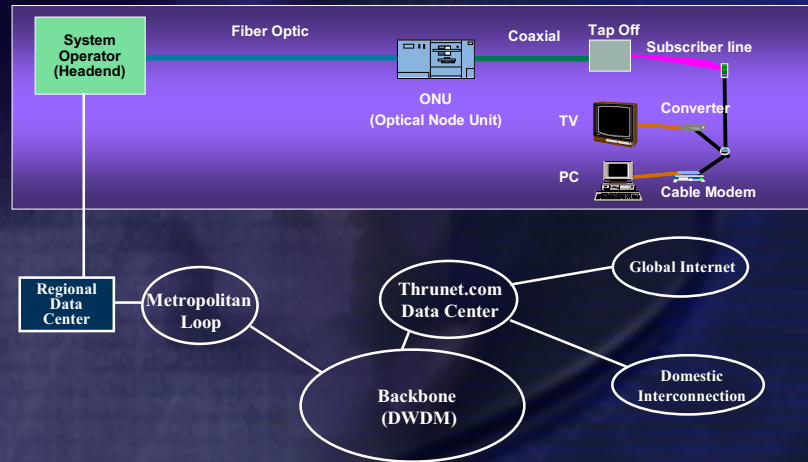 System
Operator
(Headend)
Fiber Optic
Coaxial
Tap Off
Subscriber line
ONU
(Optical Node Unit)
TV
Converter
PC
Cable Modem
Regional
Data
Center
Metropolitan
Loop
Thrunet.com
Data Center
Global Internet
Backbone
(DWDM)
Domestic
Interconnection